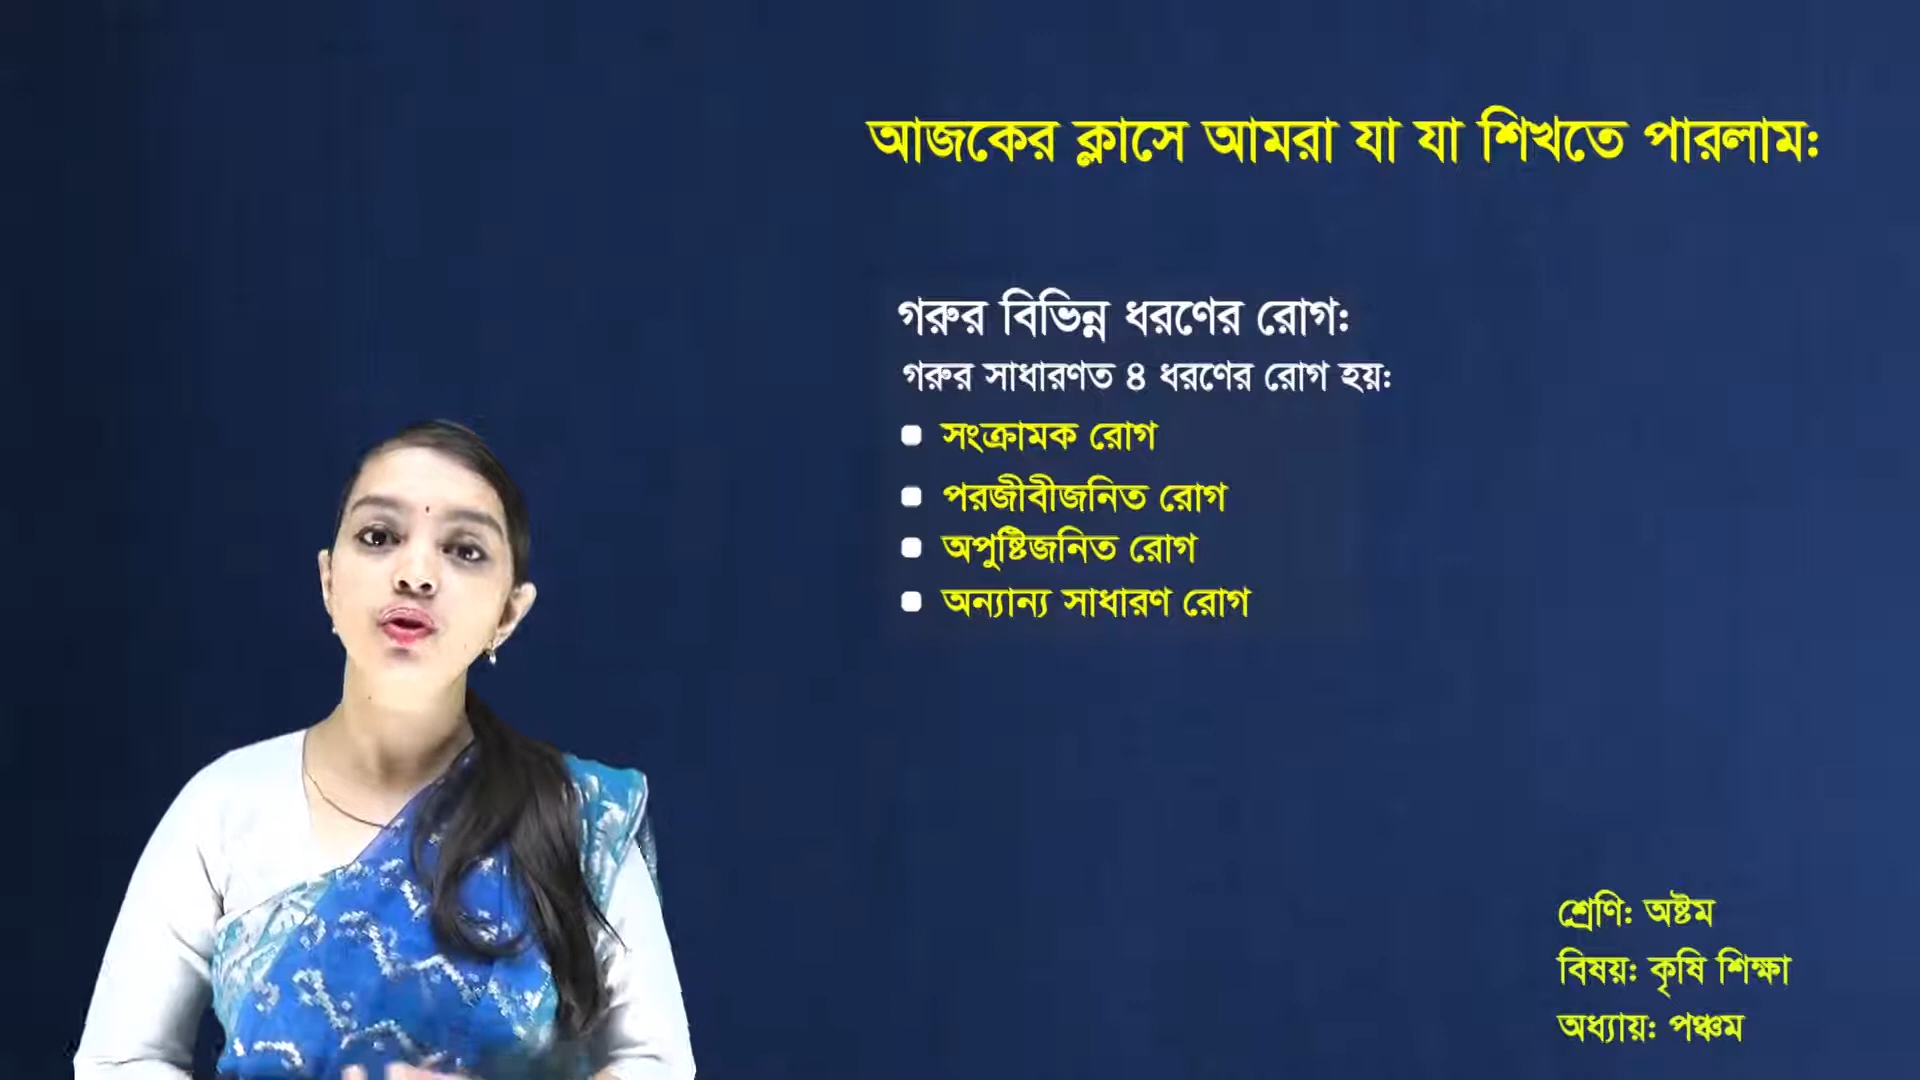 আজকের ক্লাসে আমরা যা যা শিখতে পারলাম:
গরুর বিভিন্ন ধরণের রোগ:
গরুর সাধারণত ৪ ধরণের রোগ হয়:
সংক্রামক রোগ
পরজীবীজনিত রোগ
অপুষ্টিজনিত রোগ
অন্যান্য সাধারণ রোগ
শ্রেণি: অষ্টম
বিষয়: কৃষি শিক্ষা
অধ্যায়: পঞ্চম